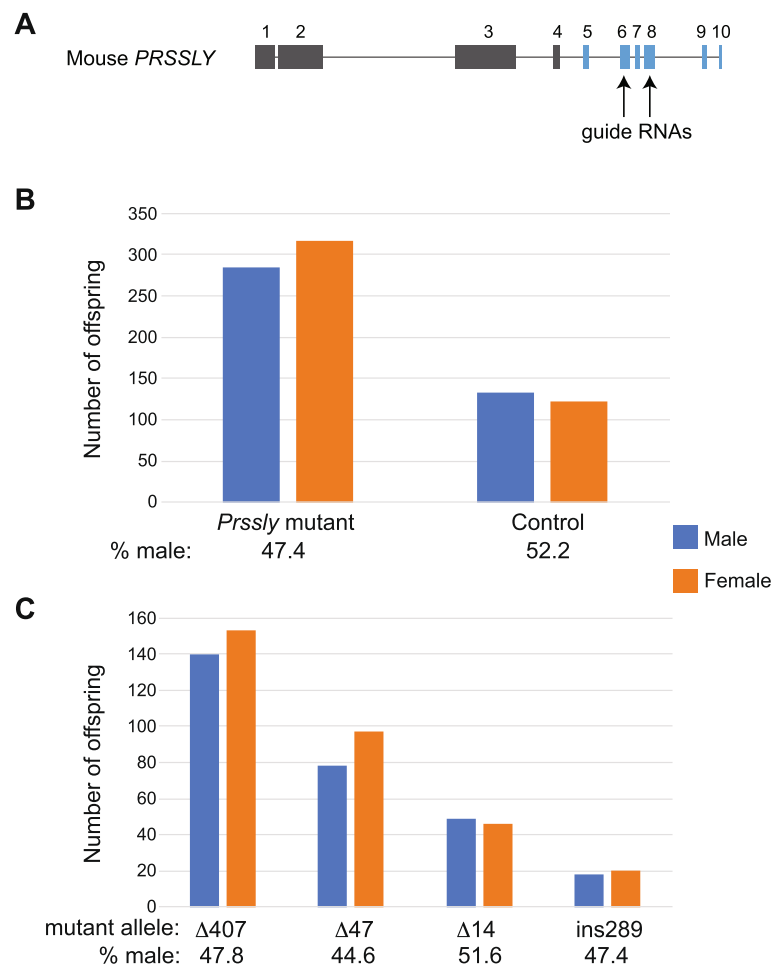 A
1 2 3 4 5 6 7 8 9 10
Mouse PRSSLY
guide RNAs
B
Number of offspring
350
300
250
200
150
100
50
0
Prssly mutant Control
% male: 47.4 52.2
Male
Female
C
Number of offspring
160
140
120
100
80
60
40
20
0
mutant allele: Δ407 Δ47 Δ14 ins289
% male: 47.8 44.6 51.6 47.4